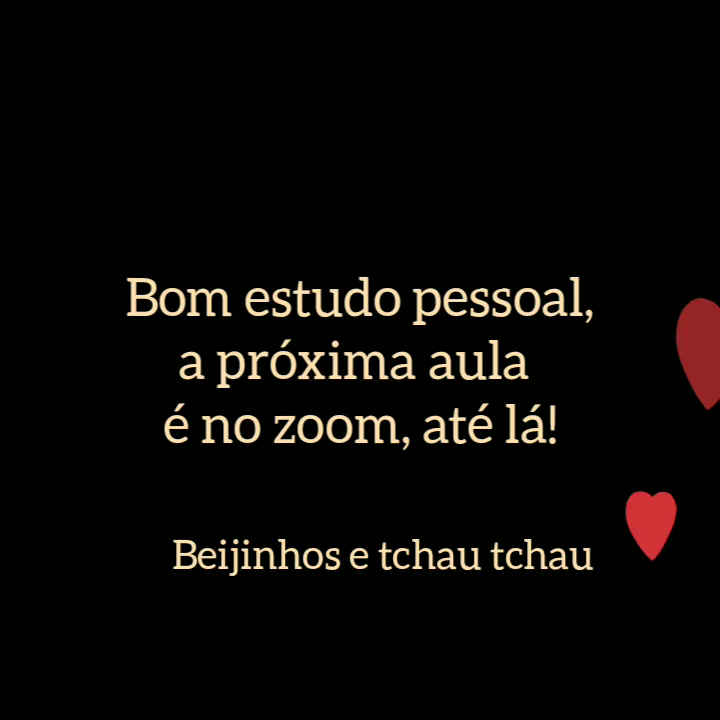 Bom estudo pessoal,
a próxima aula
é no zoom, até lá!
Beijinhos e tchau tchau